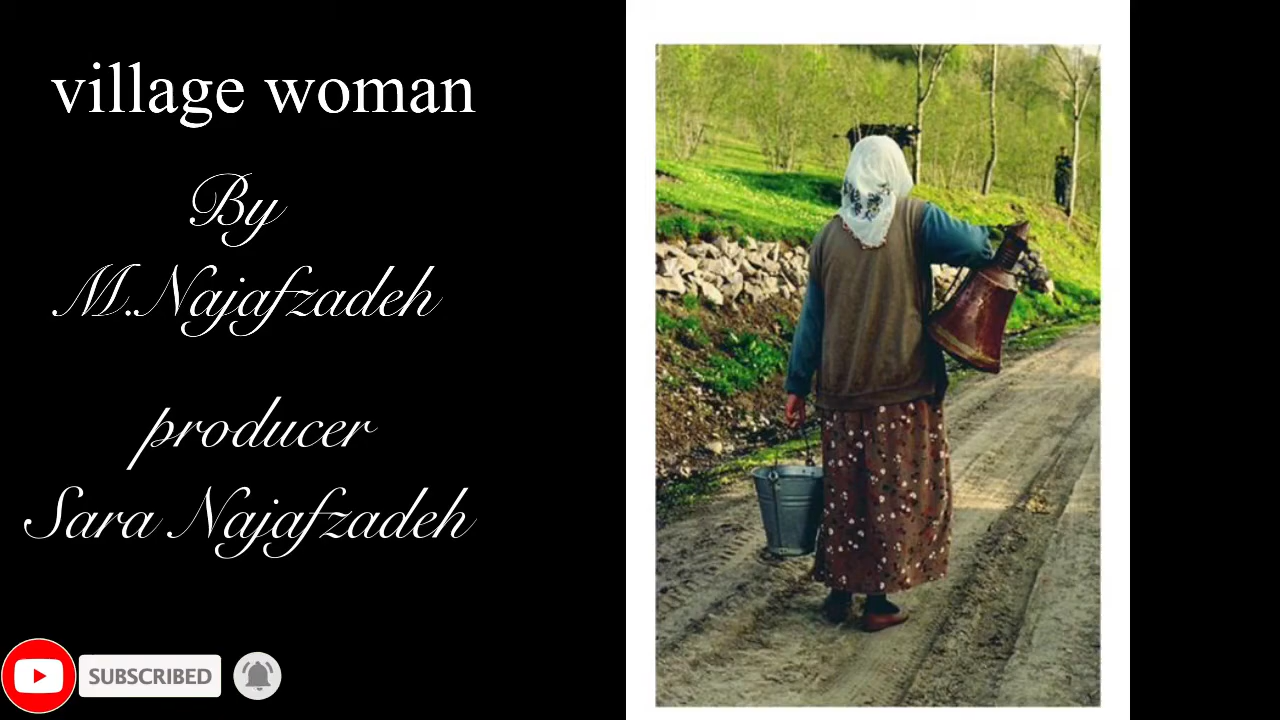 village woman
By
M.Najafzadeh
producer
Sara Najafzadeh
SUBSCRIBED